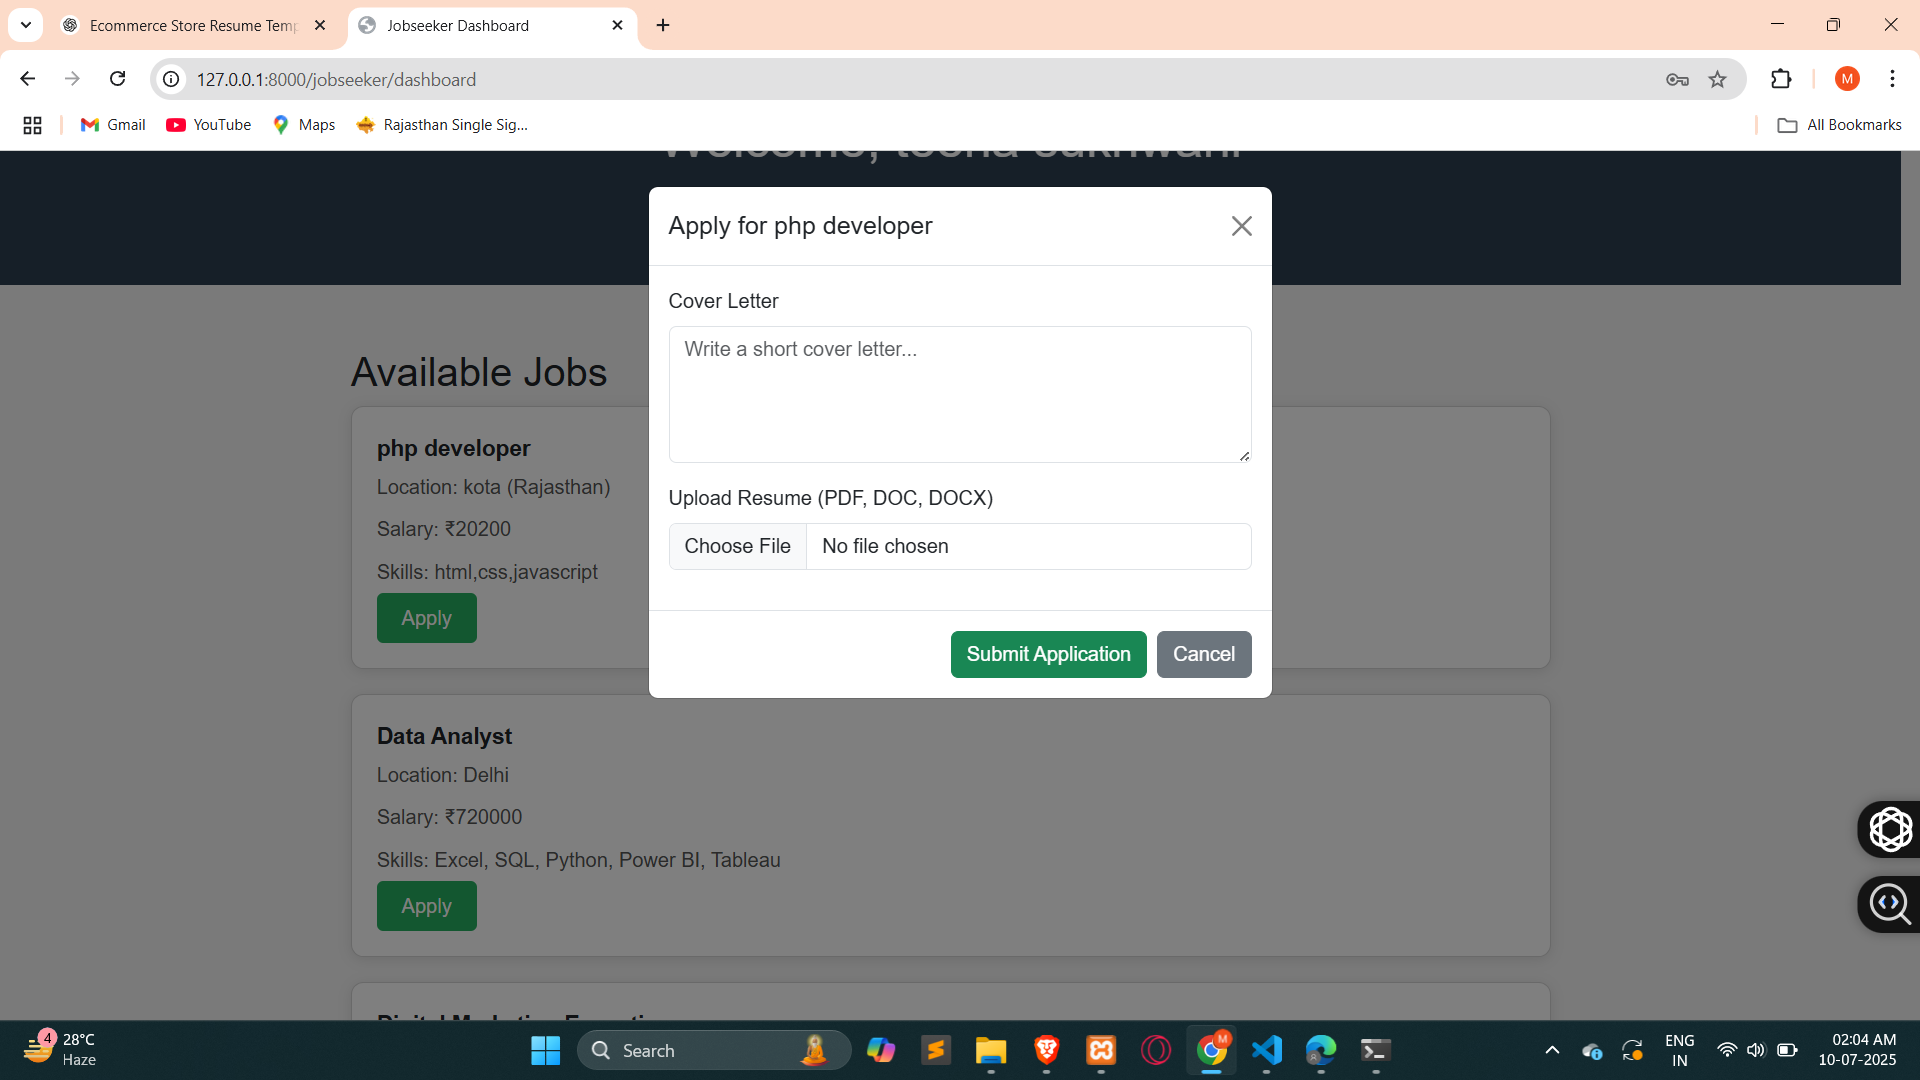 Ecommerce Store Resume Temp
Jobseeker Dashboard
127.0.0.1:8000/jobseeker/dashboard
M
Gmail
YouTube
Maps
Rajasthan Single Sig...
All Bookmarks
Apply for php developer
Cover Letter
Write a short cover letter...
Upload Resume (PDF, DOC, DOCX)
Choose File
No file chosen
Submit Application
Cancel
Available Jobs
php developer
Location: kota (Rajasthan)
Salary: ₹20200
Skills: html,css,javascript
Apply
Data Analyst
Location: Delhi
Salary: ₹720000
Skills: Excel, SQL, Python, Power BI, Tableau
Apply
4
28°C
Haze
Search
M
ENG
IN
02:04 AM
10-07-2025